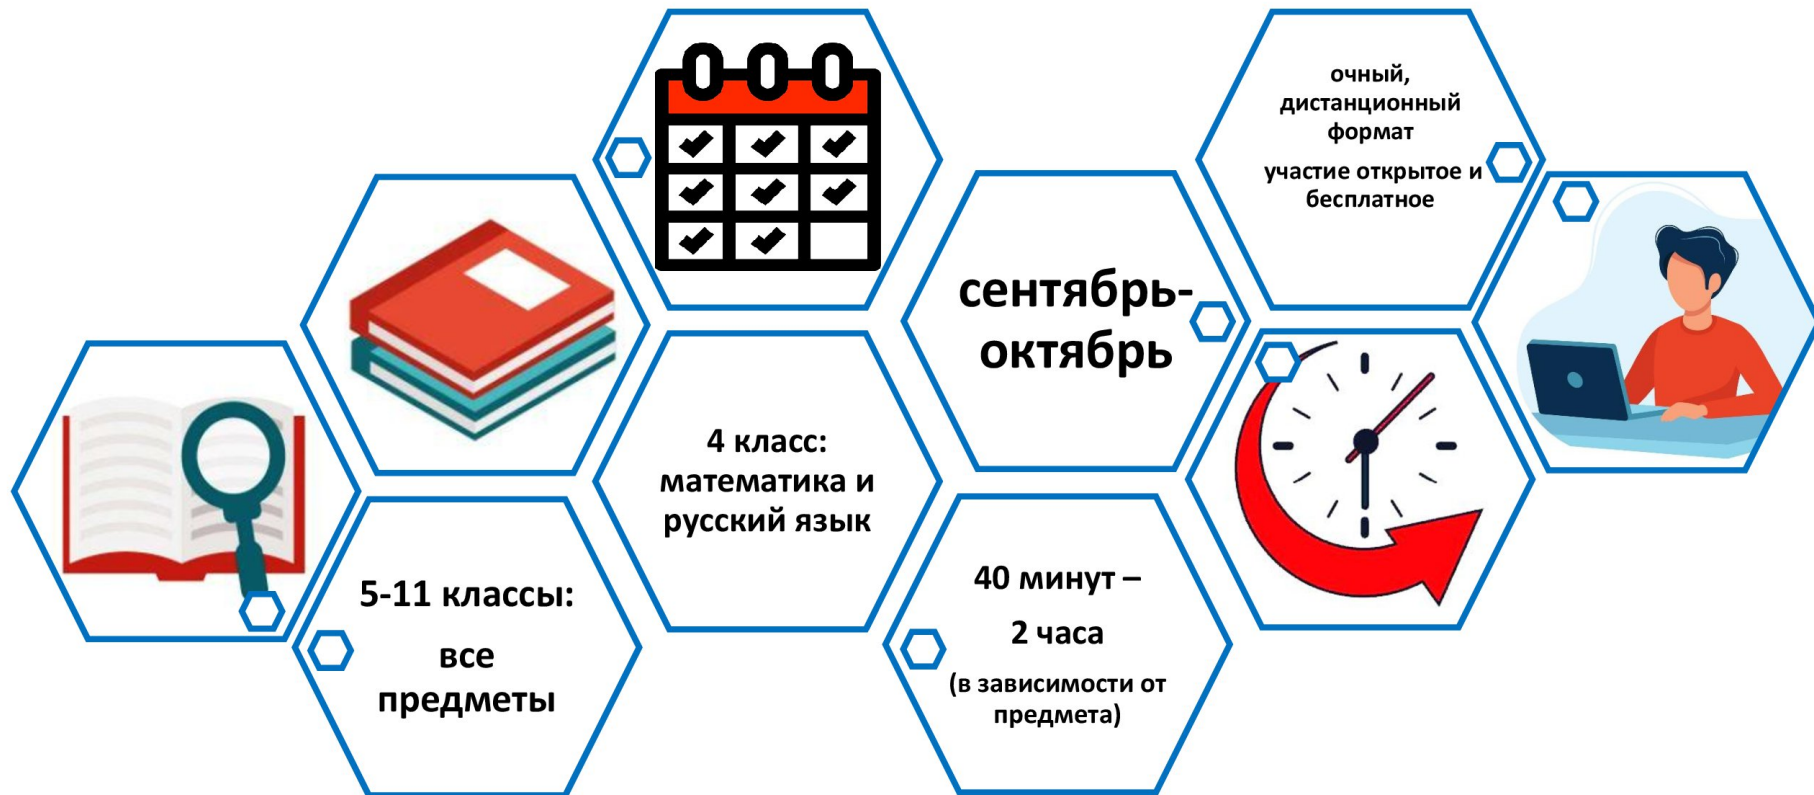 5-11 классы:
все
предметы
4 класс:
математика и
русский язык
сентябрь-
октябрь
40 минут –
2 часа
(в зависимости от
предмета)
очный,
дистанционный
формат
участие открытое и
бесплатное